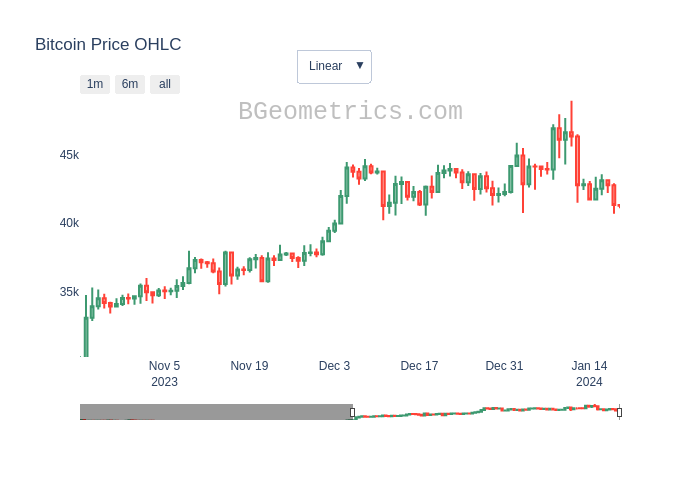 Bitcoin Price OHLC
Linear ▼
1m 6m all
BGeometrics.com
45k
40k
35k
Nov 5 Nov 19 Dec 3 Dec 17 Dec 31 Jan 14
2023 2024